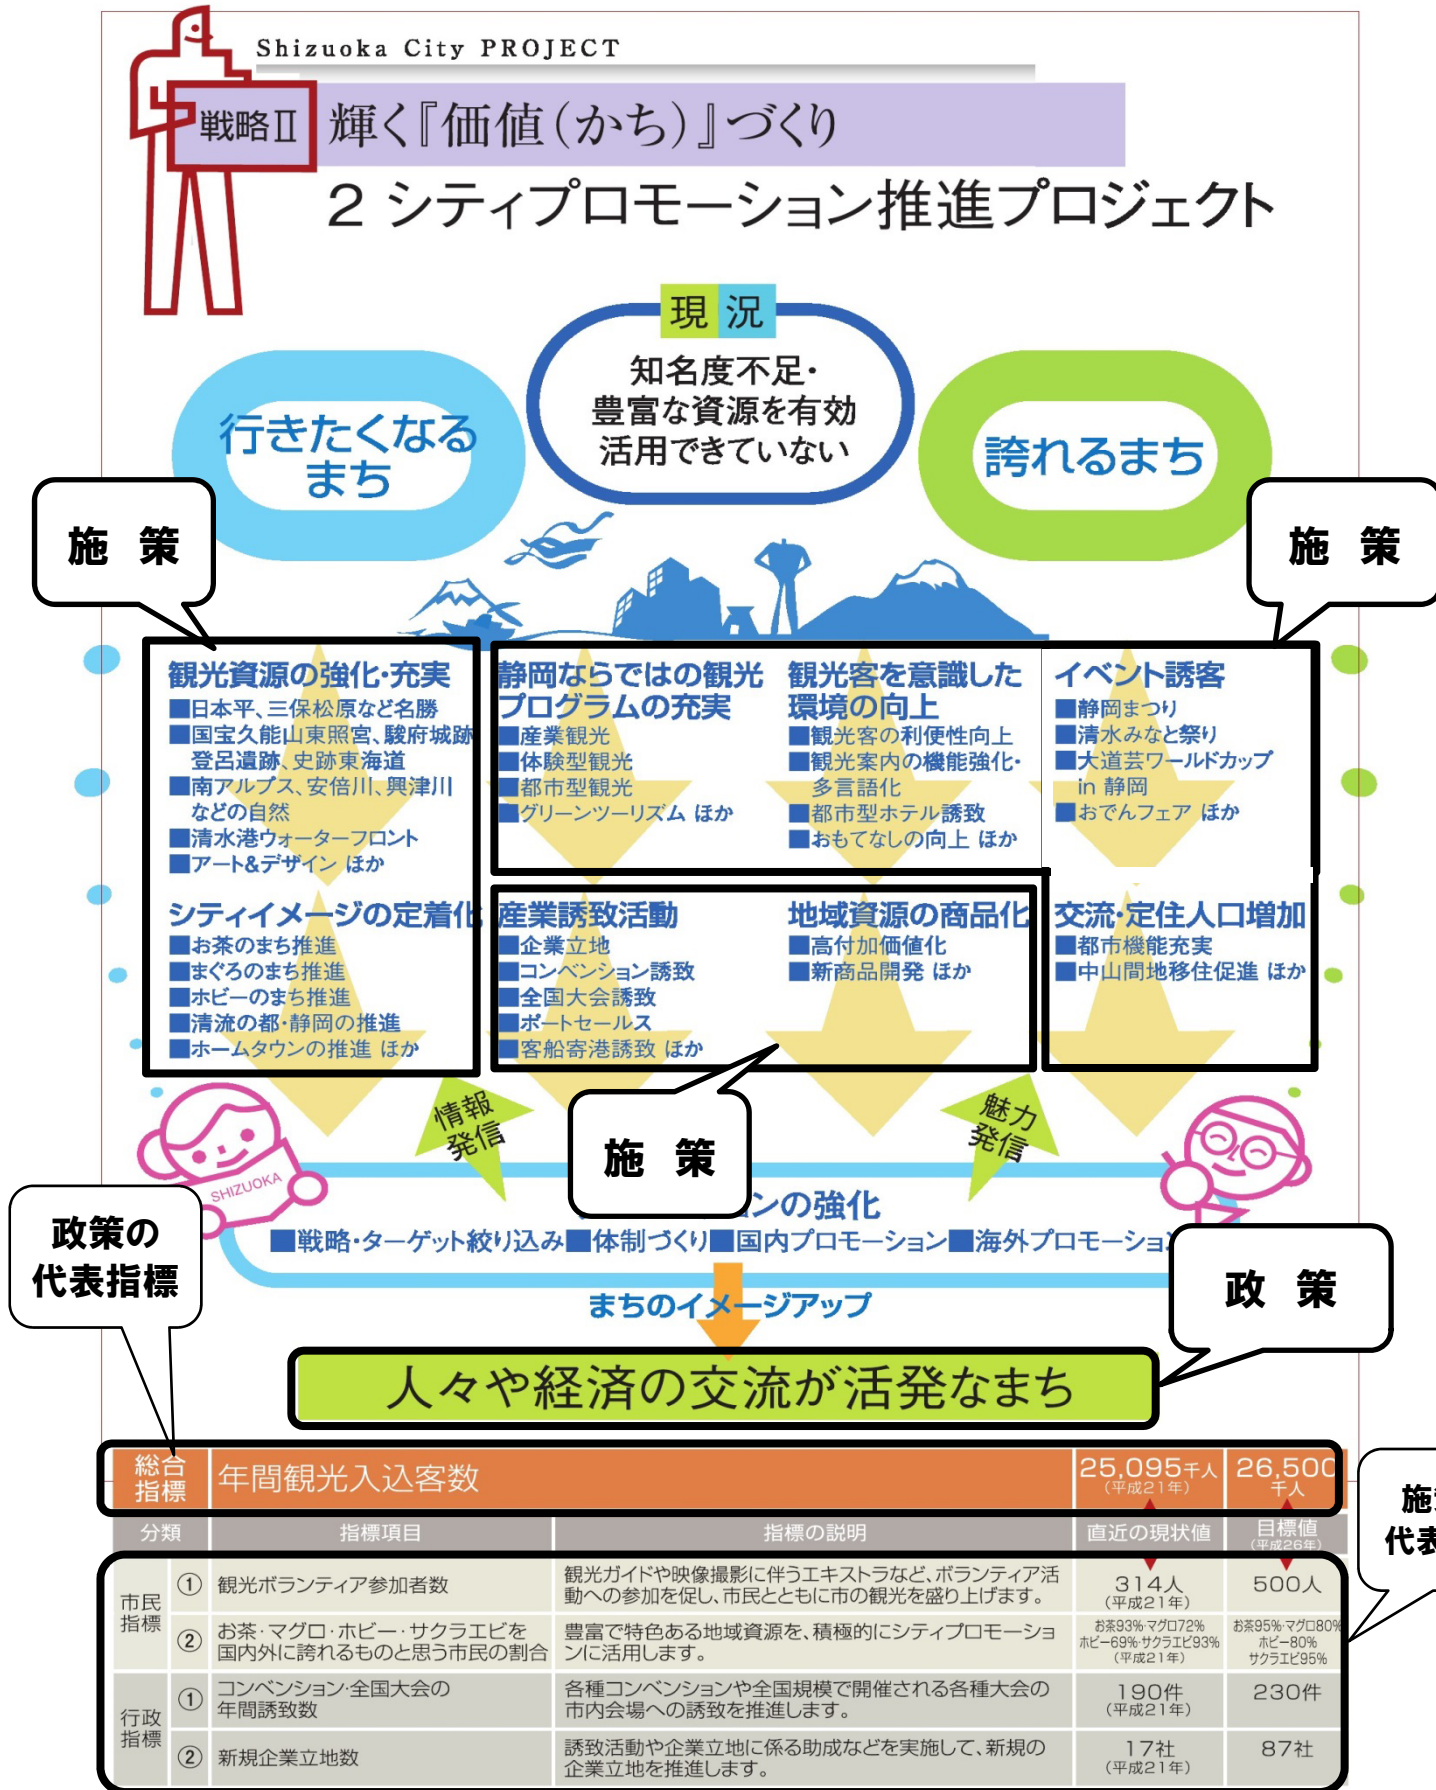 Shizuoka City PROJECT
戦略Ⅱ
輝く『価値(かち)』づくり
2 シティプロモーション推進プロジェクト
現況
知名度不足・
豊富な資源を有効
活用できていない
行きたくなる
まち
誇れるまち
施 策
施 策
観光資源の強化・充実
■日本平、三保松原など名勝
■国宝久能山東照宮、駿府城跡
登呂遺跡、史跡東海道
■南アルプス、安倍川、興津川
などの自然
■清水港ウォーターフロント
■アート&デザイン ほか
静岡ならではの観光
プログラムの充実
■産業観光
■体験型観光
■都市型観光
■グリーンツーリズム ほか
観光客を意識した
環境の向上
■観光客の利便性向上
■観光案内の機能強化・
多言語化
■都市型ホテル誘致
■おもてなしの向上 ほか
イベント誘客
■静岡まつり
■清水みなと祭り
■大道芸ワールドカップ
in 静岡
■おでんフェア ほか
シティイメージの定着化
■お茶のまち推進
■まぐろのまち推進
■ホビーのまち推進
■清流の都・静岡の推進
■ホームタウンの推進 ほか
産業誘致活動
■企業立地
■コンベンション誘致
■全国大会誘致
■ポートセールス
■客船寄港誘致 ほか
地域資源の商品化
■高付加価値化
■新商品開発 ほか
交流・定住人口増加
■都市機能充実
■中山間地移住促進 ほか
情報
発信
施 策
魅力
発信
SHIZUOKA
ンの強化
■戦略・ターゲット絞り込み■体制づくり■国内プロモーション■海外プロモーション
政策の
代表指標
政 策
まちのイメージアップ
人々や経済の交流が活発なまち
総合
指標
年間観光入込客数
25,095千人
(平成21年)
26,500
千人
分類
指標項目
指標の説明
直近の現状値
目標値
(平成26年)
施
代表
市民
指標
① 観光ボランティア参加者数
観光ガイドや映像撮影に伴うエキストラなど、ボランティア活
動への参加を促し、市民とともに市の観光を盛り上げます。
314人
(平成21年)
500人
② お茶・マグロ・ホビー・サクラエビを
国内外に誇れるものと思う市民の割合
豊富で特色ある地域資源を、積極的にシティプロモーショ
ンに活用します。
お茶93%・マグロ72%
ホビー69%・サクラエビ93%
(平成21年)
お茶95%・マグロ80%
ホビー80%
サクラエビ95%
行政
指標
① コンベンション・全国大会の
年間誘致数
各種コンベンションや全国規模で開催される各種大会の
市内会場への誘致を推進します。
190件
(平成21年)
230件
② 新規企業立地数
誘致活動や企業立地に係る助成などを実施して、新規の
企業立地を推進します。
17社
(平成21年)
87社